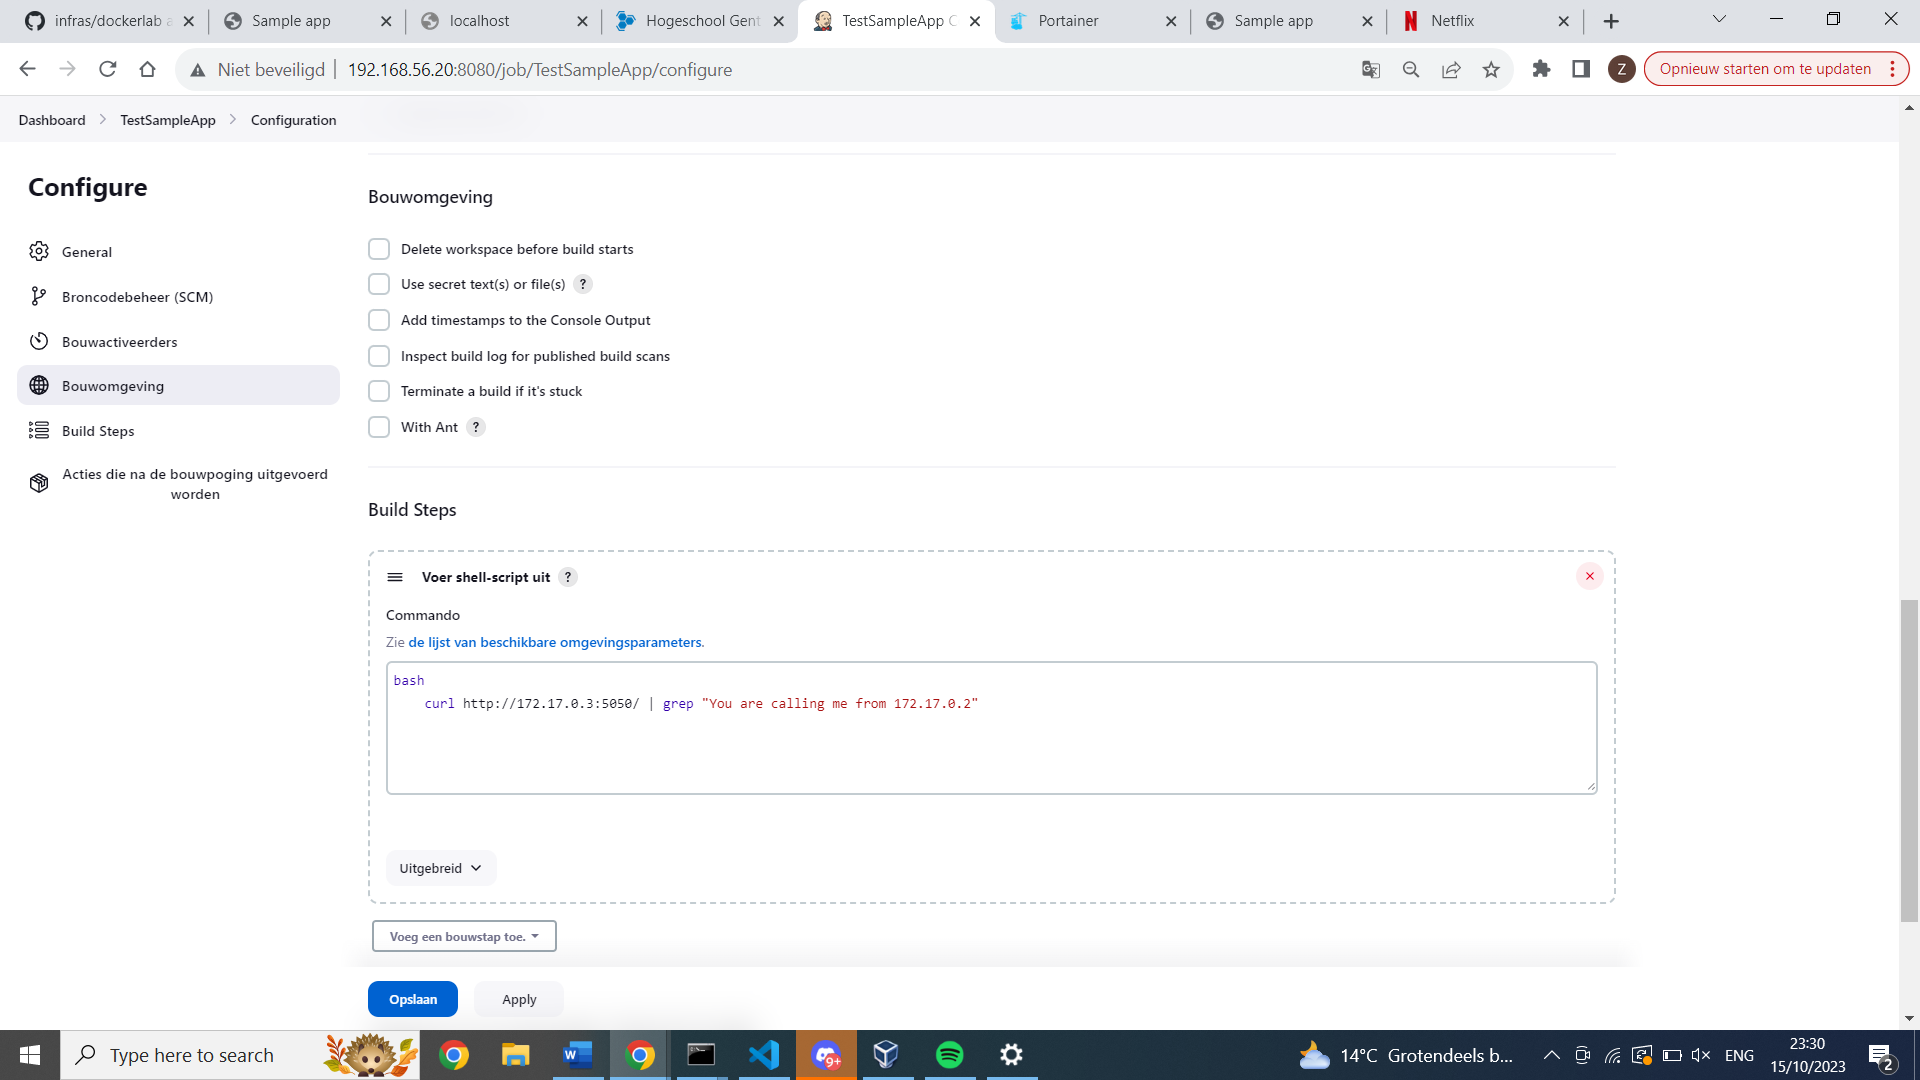 infras/dockerlab a
Sample app
localhost
Hogeschool Gent
TestSampleApp C
Portainer
Sample app
Netflix
Niet beveiligd
192.168.56.20:8080/job/TestSampleApp/configure
Z
Opnieuw starten om te updaten
Dashboard
TestSampleApp
Configuration
Configure
General
Broncodebeheer (SCM)
Bouwactiveerders
Bouwomgeving
Build Steps
Acties die na de bouwpoging uitgevoerd
worden
Bouwomgeving
Delete workspace before build starts
Use secret text(s) or file(s) ?
Add timestamps to the Console Output
Inspect build log for published build scans
Terminate a build if it's stuck
With Ant ?
Build Steps
Voer shell-script uit ?
Commando
Zie de lijst van beschikbare omgevingsparameters.
bash
curl http://172.17.0.3:5050/ | grep "You are calling me from 172.17.0.2"
Uitgebreid
Voeg een bouwstap toe.
Opslaan
Apply
Type here to search
9+
14°C Grotendeels b...
ENG
23:30
15/10/2023
2